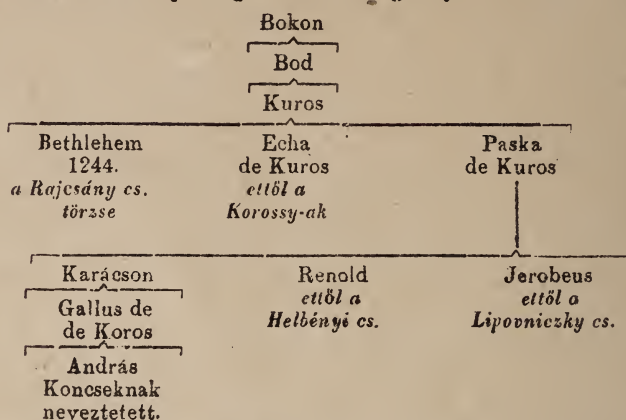 Bokon
Bod
Kuros
Bethlehem
1244.
a Rajcsány cs.
törzse
Echa
de Kuros
ettől a
Korossy-ak
Paska
de Kuros
Karácson
Gallus de
de Koros
András
Koncseknak
neveztetett.
Renold
ettől a
Helbényi cs.
Jerobeus
ettől a
Lipovniczky cs.